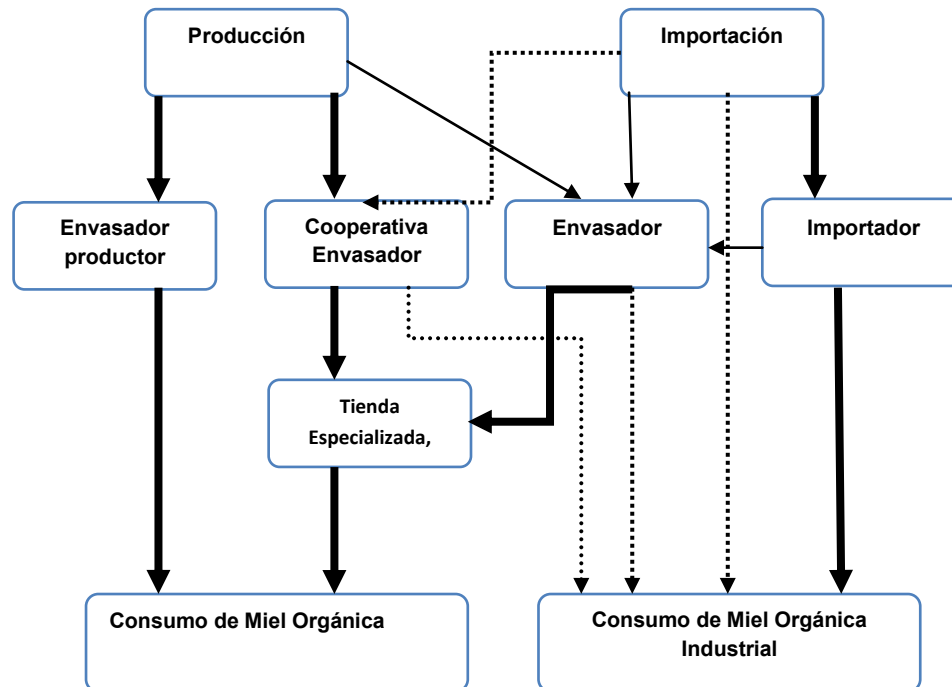 Producción
Importación
Envasador
productor
Cooperativa
Envasador
Envasador
Importador
Tienda
Especializada,
Consumo de Miel Orgánica
Consumo de Miel Orgánica
Industrial